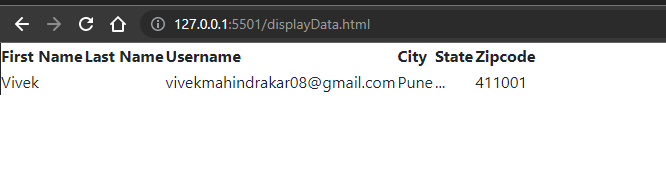 127.0.0.1:5501/displayData.html
First Name Last Name Username City State Zipcode
Vivek vivekmahindrakar08@gmail.com Pune ... 411001